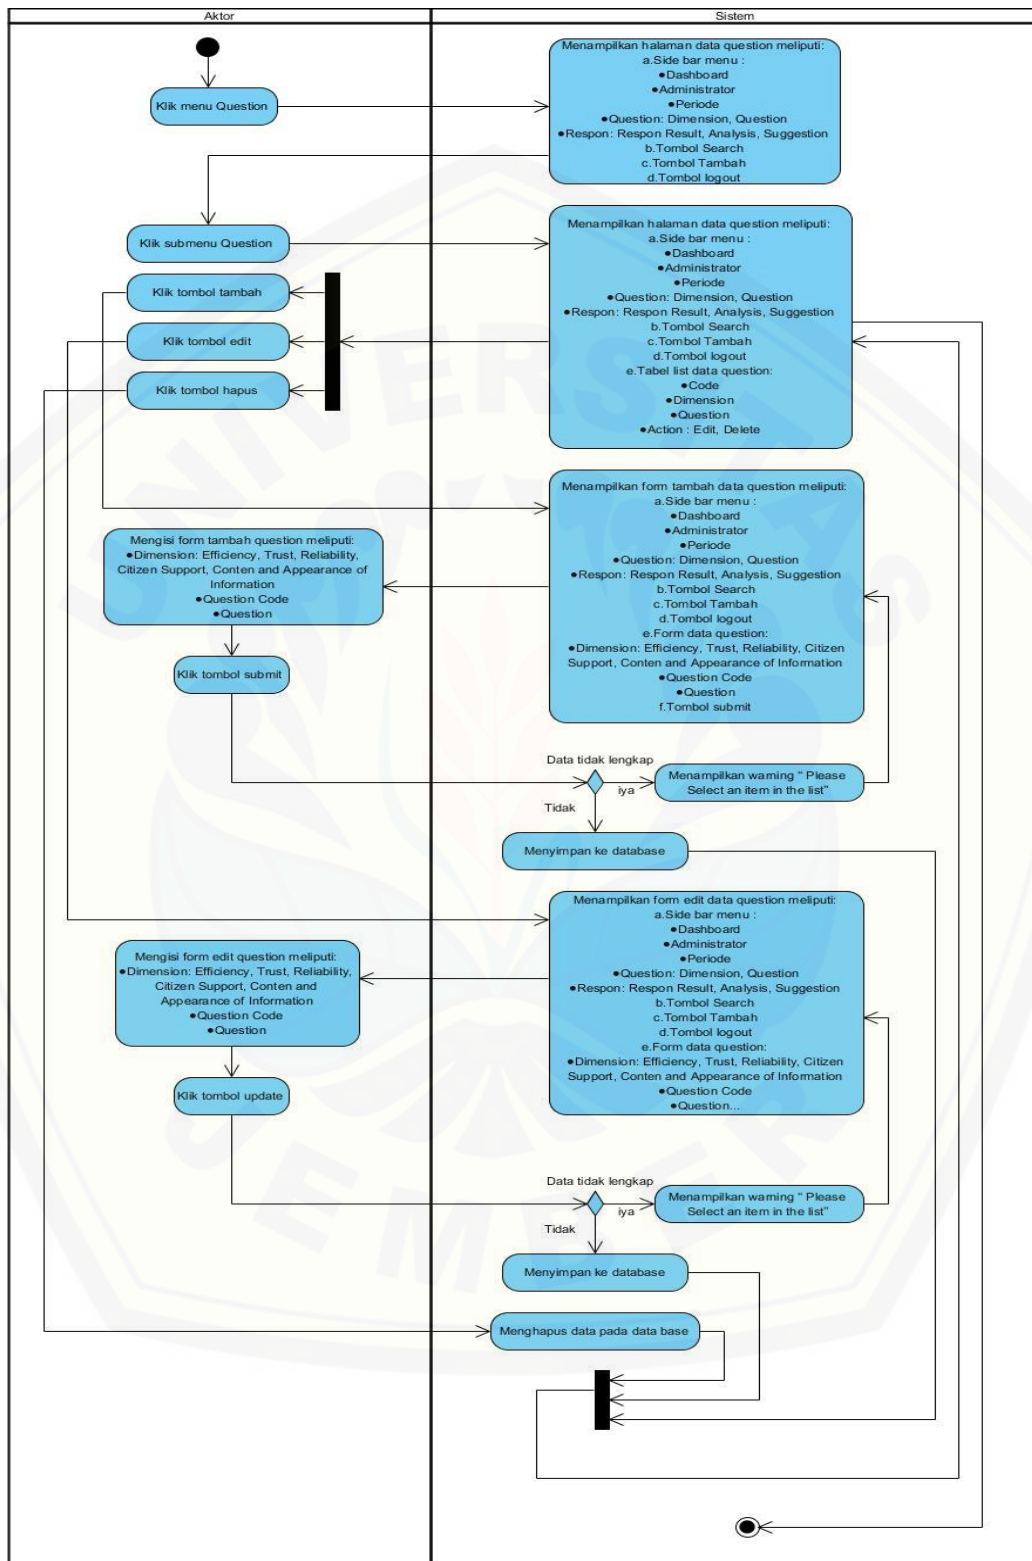 Aktor
Sistem
Menampilkan halaman data question meliputi:
a.Side bar menu :
●Dashboard
●Administrator
●Periode
●Question: Dimension, Question
●Respon: Respon Result, Analysis, Suggestion
b.Tombol Search
c.Tombol Tambah
d.Tombol logout
Klik menu Question
Klik submenu Question
Menampilkan halaman data question meliputi:
a.Side bar menu :
●Dashboard
●Administrator
●Periode
●Question: Dimension, Question
●Respon: Respon Result, Analysis, Suggestion
b.Tombol Search
c.Tombol Tambah
d.Tombol logout
e.Tabel list data question:
●Code
●Dimension
●Question
●Action : Edit, Delete
Klik tombol tambah
Klik tombol edit
Klik tombol hapus
Menampilkan form tambah data question meliputi:
a.Side bar menu :
●Dashboard
●Administrator
●Periode
●Question: Dimension, Question
●Respon: Respon Result, Analysis, Suggestion
b.Tombol Search
c.Tombol Tambah
d.Tombol logout
e.Form data question:
●Dimension: Efficiency, Trust, Reliability, Citizen
Support, Conten and Appearance of Information
●Question Code
●Question
f.Tombol submit
Mengisi form tambah question meliputi:
●Dimension: Efficiency, Trust, Reliability,
Citizen Support, Conten and Appearance of
Information
●Question Code
●Question
Klik tombol submit
Data tidak lengkap
iya
Tidak
Menampilkan warning " Please
Select an item in the list"
Menyimpan ke database
Menampilkan form edit data question meliputi:
a.Side bar menu :
●Dashboard
●Administrator
●Periode
●Question: Dimension, Question
●Respon: Respon Result, Analysis, Suggestion
b.Tombol Search
c.Tombol Tambah
d.Tombol logout
e.Form data question:
●Dimension: Efficiency, Trust, Reliability, Citizen
Support, Conten and Appearance of Information
●Question Code
●Question...
Mengisi form edit question meliputi:
●Dimension: Efficiency, Trust, Reliability,
Citizen Support, Conten and
Appearance of Information
●Question Code
●Question
Klik tombol update
Data tidak lengkap
iya
Tidak
Menampilkan warning " Please
Select an item in the list"
Menyimpan ke database
Menghapus data pada data base
UNIVERSITAS
JEMBER